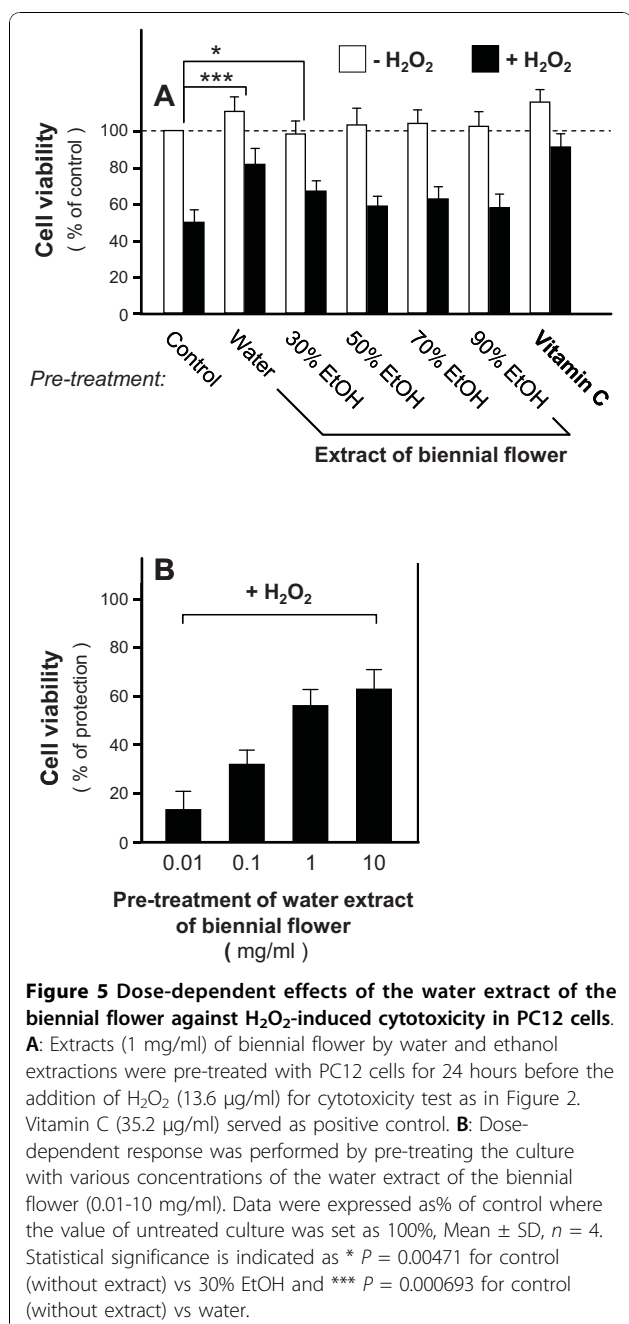 *
- H₂O₂
+ H₂O₂
***
A
100
80
60
40
20
0
Cell viability
( % of control )
Pre-treatment:
Control
Water
30% EtOH
50% EtOH
70% EtOH
90% EtOH
Vitamin C
Extract of biennial flower
B
+ H₂O₂
100
80
60
40
20
0
Cell viability
( % of protection )
0.01 0.1 1 10
Pre-treatment of water extract
of biennial flower
( mg/ml )
Figure 5 Dose-dependent effects of the water extract of the
biennial flower against H₂O₂-induced cytotoxicity in PC12 cells.
A: Extracts (1 mg/ml) of biennial flower by water and ethanol
extractions were pre-treated with PC12 cells for 24 hours before the
addition of H₂O₂ (13.6 μg/ml) for cytotoxicity test as in Figure 2.
Vitamin C (35.2 μg/ml) served as positive control. B: Dose-
dependent response was performed by pre-treating the culture
with various concentrations of the water extract of the biennial
flower (0.01-10 mg/ml). Data were expressed as% of control where
the value of untreated culture was set as 100%, Mean ± SD, n = 4.
Statistical significance is indicated as * P = 0.00471 for control
(without extract) vs 30% EtOH and *** P = 0.000693 for control
(without extract) vs water.